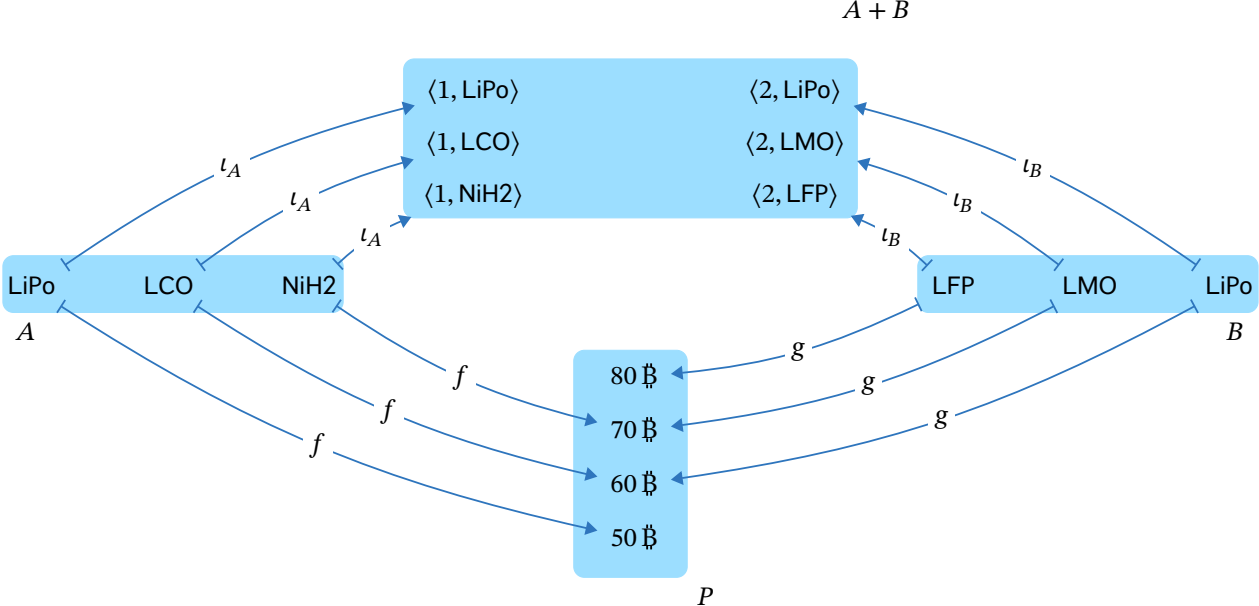 A + B
⟨1, LiPo⟩ ⟨2, LiPo⟩
⟨1, LCO⟩ ⟨2, LMO⟩
ι_A ι_B
ι_A ι_B
⟨1, NiH2⟩ ⟨2, LFP⟩
ι_A ι_B
LiPo LCO NiH2 LFP LMO LiPo
A B
g
80 ₿
f g
f g
70 ₿
f
60 ₿
50 ₿
P